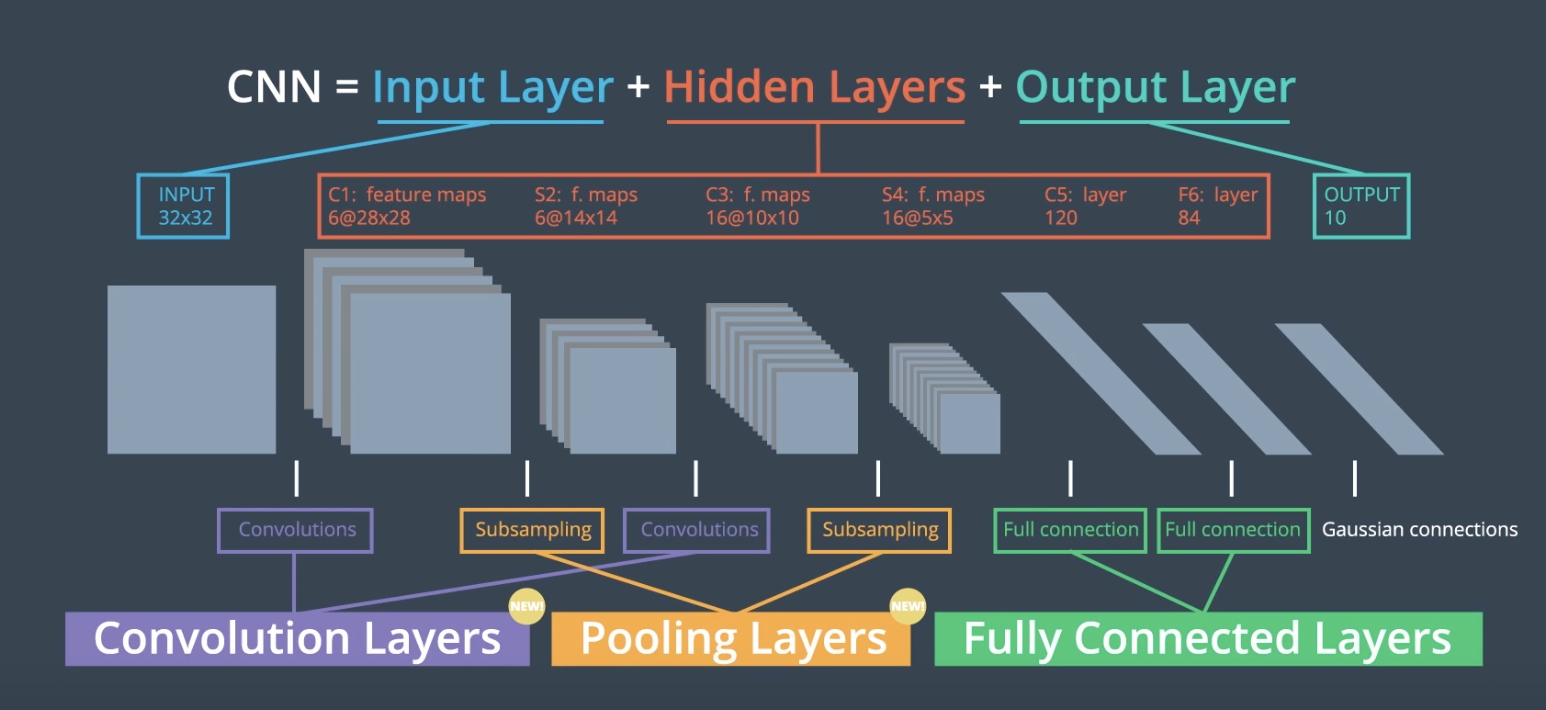 CNN = Input Layer + Hidden Layers + Output Layer
INPUT
32x32
C1: feature maps
6@28x28
S2: f. maps
6@14x14
C3: f. maps
16@10x10
S4: f. maps
16@5x5
C5: layer
120
F6: layer
84
OUTPUT
10
Convolutions
Subsampling
Convolutions
Subsampling
Full connection
Full connection
Gaussian connections
Convolution Layers
NEW!
Pooling Layers
NEW!
Fully Connected Layers